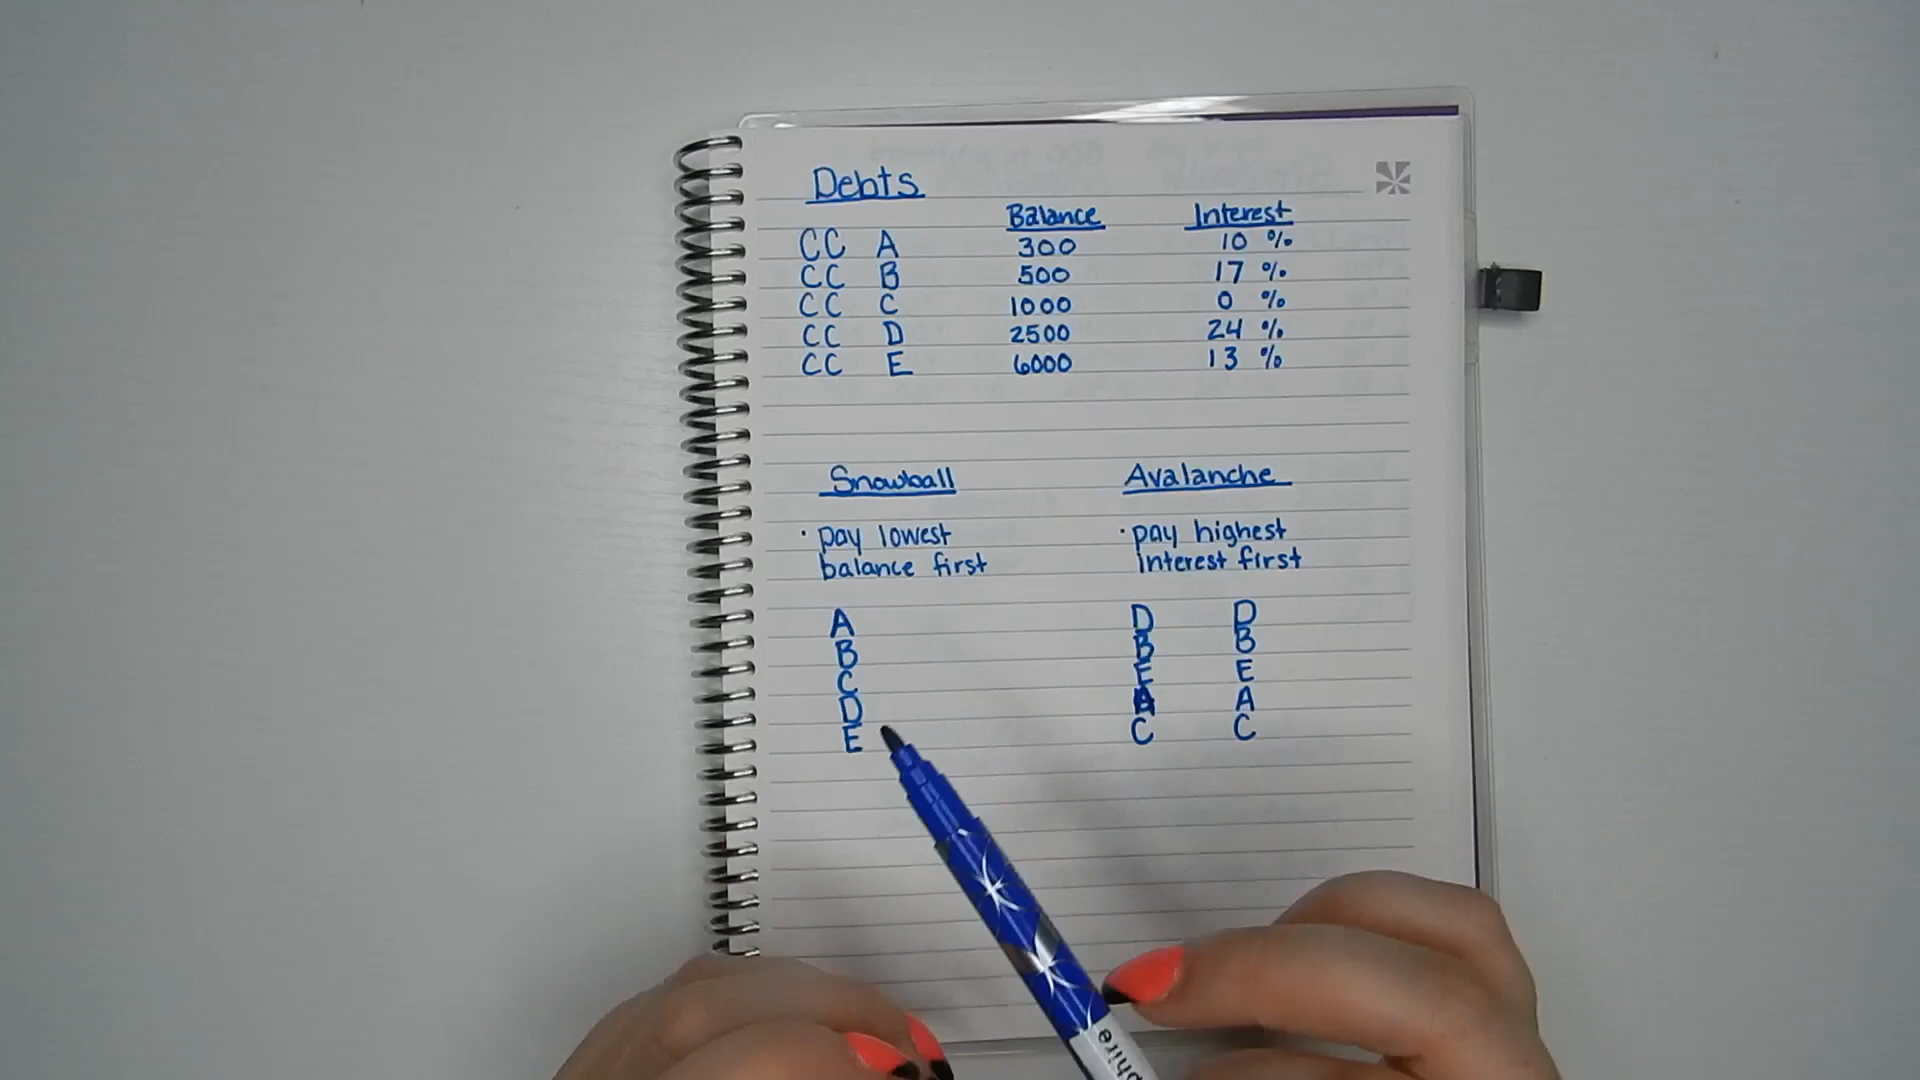 Debts
Balance Interest
CC A 300 10 %
CC B 500 17 %
CC C 1000 0 %
CC D 2500 24 %
CC E 6000 13 %
Snowball Avalanche
· pay lowest · pay highest
balance first interest first
A D D
B B B
C E E
D A A
E C C
phire